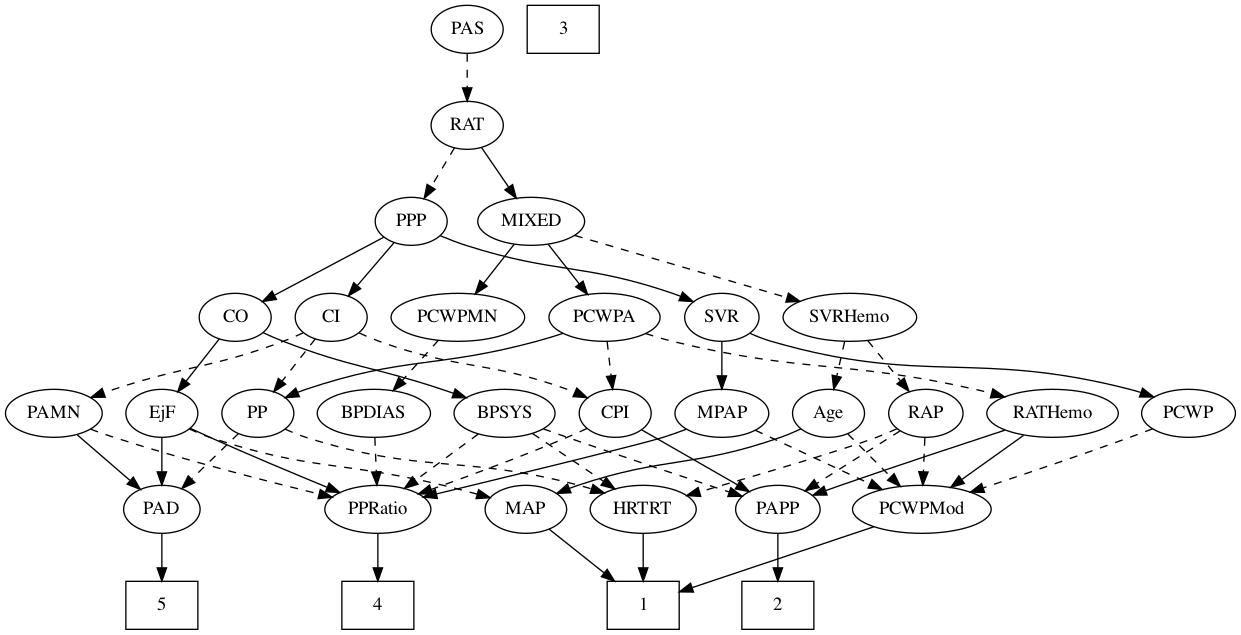 PAS 3
RAT
PPP MIXED
CO CI PCWPMN PCWPA SVR SVRHemo
PAMN EjF PP BPDIAS BPSYS CPI MPAP Age RAP RATHemo PCWP
PAD PPRatio MAP HRTRT PAPP PCWPMod
5 4 1 2